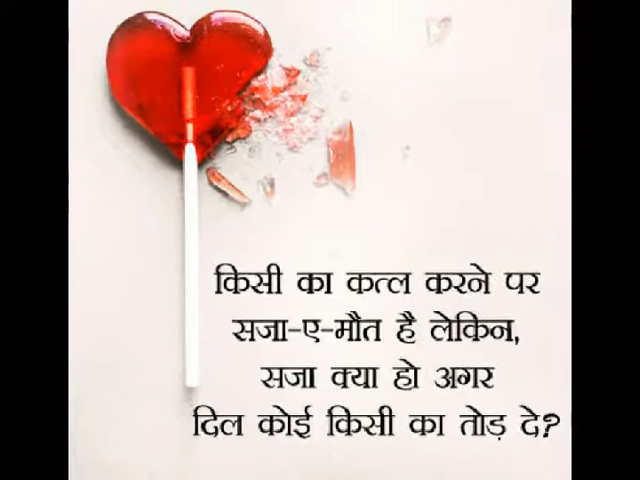 किसी का कत्ल करने पर
सजा-ए-मौत है लेकिन,
सजा क्या हो अगर
दिल कोई किसी का तोड़ दे?